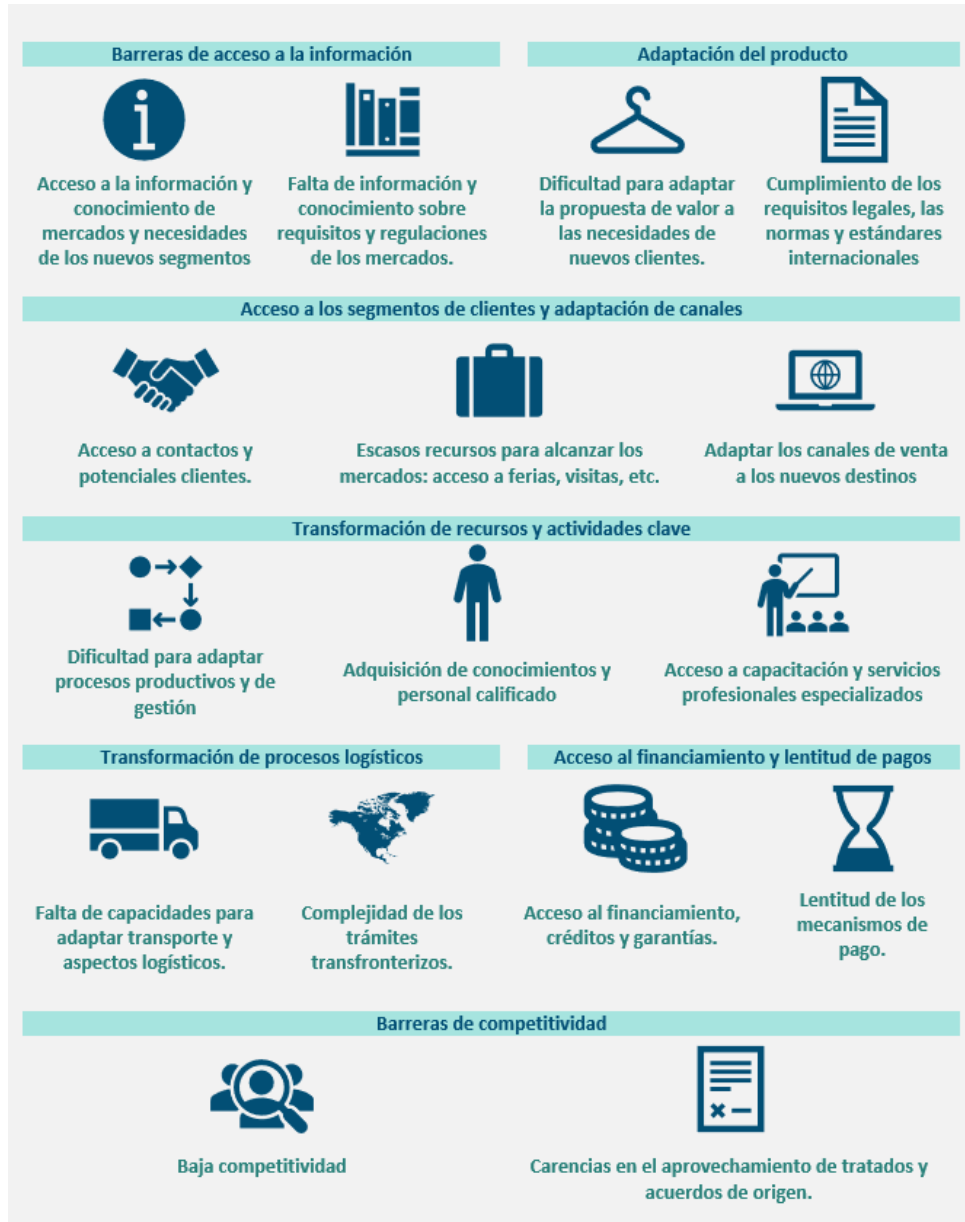 Barreras de acceso a la información
Acceso a la información y
conocimiento de
mercados y necesidades
de los nuevos segmentos
Falta de información y
conocimiento sobre
requisitos y regulaciones
de los mercados.
Adaptación del producto
Dificultad para adaptar
la propuesta de valor a
las necesidades de
nuevos clientes.
Cumplimiento de los
requisitos legales, las
normas y estándares
internacionales
Acceso a los segmentos de clientes y adaptación de canales
Acceso a contactos y
potenciales clientes.
Escasos recursos para alcanzar los
mercados: acceso a ferias, visitas, etc.
Adaptar los canales de venta
a los nuevos destinos
Transformación de recursos y actividades clave
Dificultad para adaptar
procesos productivos y de
gestión
Adquisición de conocimientos y
personal calificado
Acceso a capacitación y servicios
profesionales especializados
Transformación de procesos logísticos
Falta de capacidades para
adaptar transporte y
aspectos logísticos.
Complejidad de los
trámites
transfronterizos.
Acceso al financiamiento y lentitud de pagos
Acceso al financiamiento,
créditos y garantías.
Lentitud de los
mecanismos de
pago.
Barreras de competitividad
Baja competitividad
Carencias en el aprovechamiento de tratados y
acuerdos de origen.